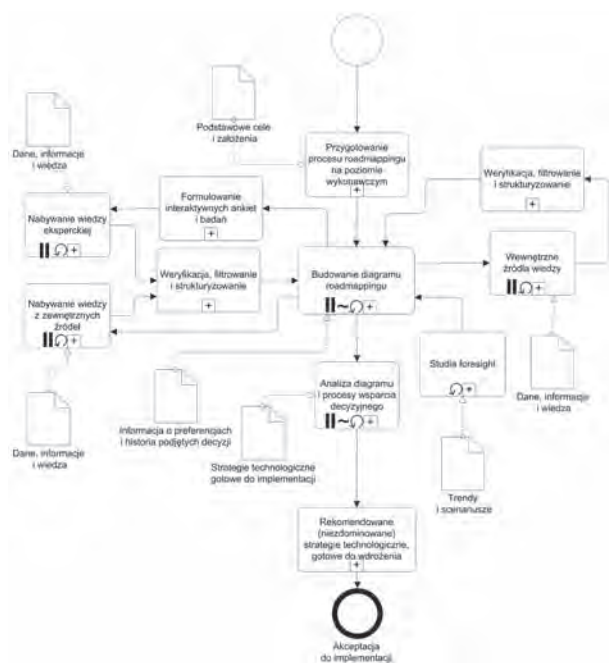 Podstawowe cele
i założenia
Przygotowanie
procesu roadmappingu
na poziomie
wykonawczym
Dane, informacje
i wiedza
Formułowanie
interaktywnych ankiet
i badań
Weryfikacja, filtrowanie
i strukturyzowanie
Nabywanie wiedzy
eksperckiej
Weryfikacja, filtrowanie
i strukturyzowanie
Budowanie diagramu
roadmappingu
Wewnętrzne
źródła wiedzy
Nabywanie wiedzy
z zewnętrznych
źródeł
Studia foresight
Analiza diagramu
i procesy wsparcia
decyzyjnego
Dane, informacje
i wiedza
Informacja o preferencjach
i historia podjętych decyzji
Dane, informacje
i wiedza
Strategie technologiczne
gotowe do implementacji
Trendy
i scenariusze
Rekomendowane
(niezdominowane)
strategie technologiczne,
gotowe do wdrożenia
Akceptacja
do implementacji